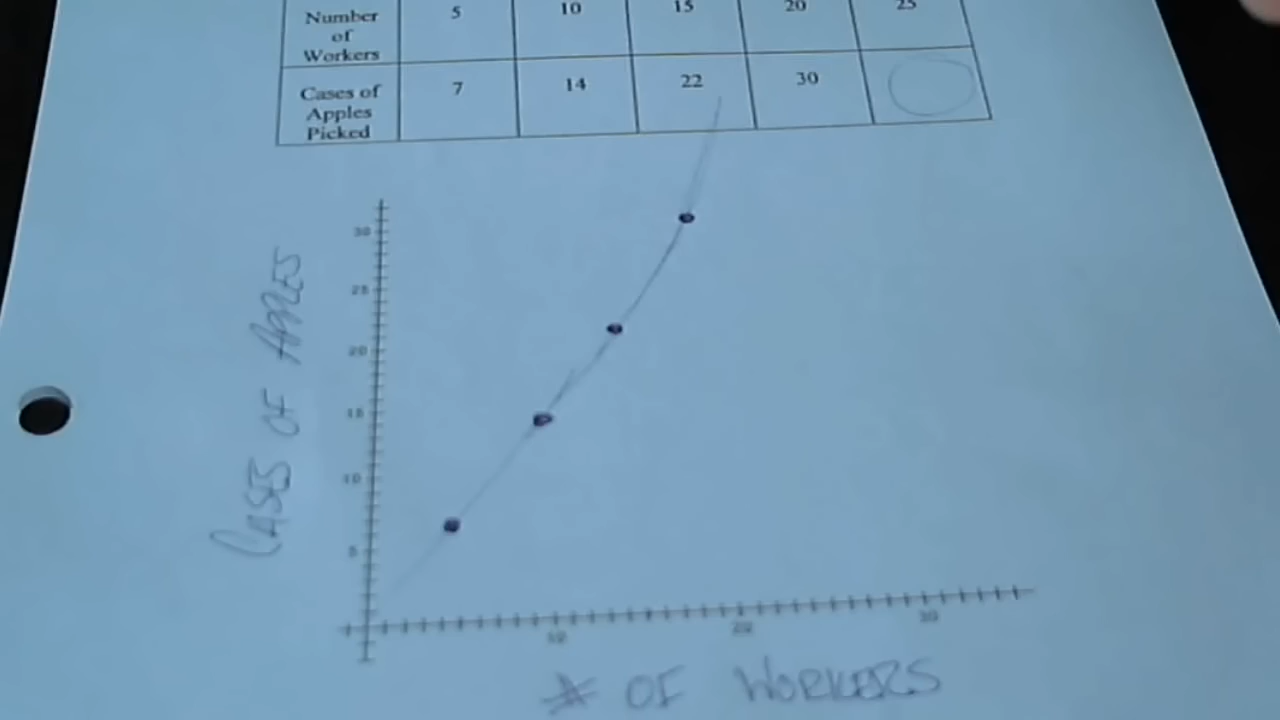 Number of Workers 5 10 15 20 25
Cases of Apples Picked 7 14 22 30
30
25
20
15
10
5
10 20 30
CASES OF APPLES
# OF WORKERS